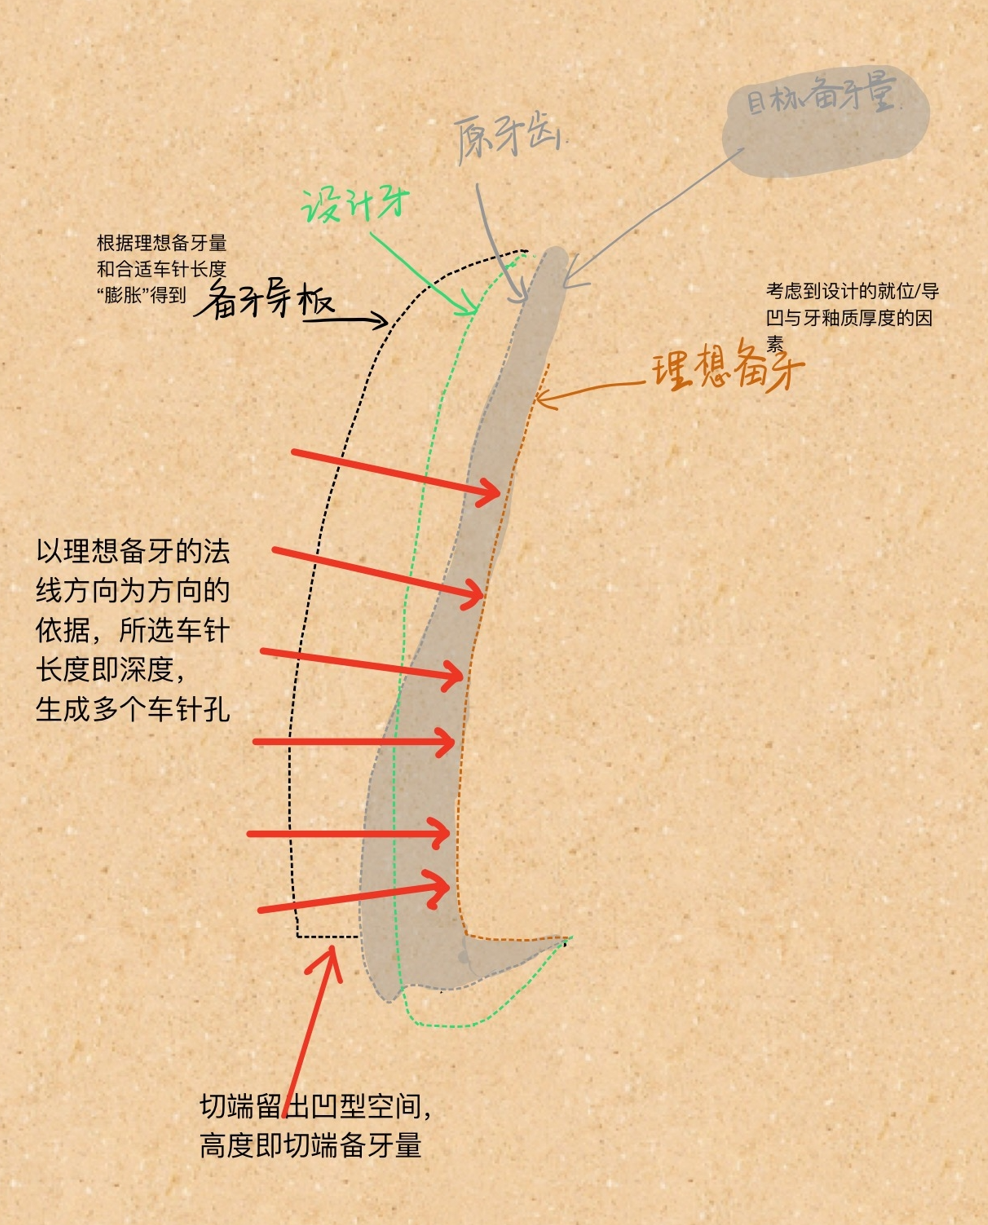 目标备牙量
原牙齿
设计牙
根据理想备牙量
和合适车针长度
“膨胀”得到
备牙导板
考虑到设计的就位/导
凹与牙釉质厚度的因
素
理想备牙
以理想备牙的法
线方向为方向的
依据，所选车针
长度即深度，
生成多个车针孔
切端留出凹型空间，
高度即切端备牙量